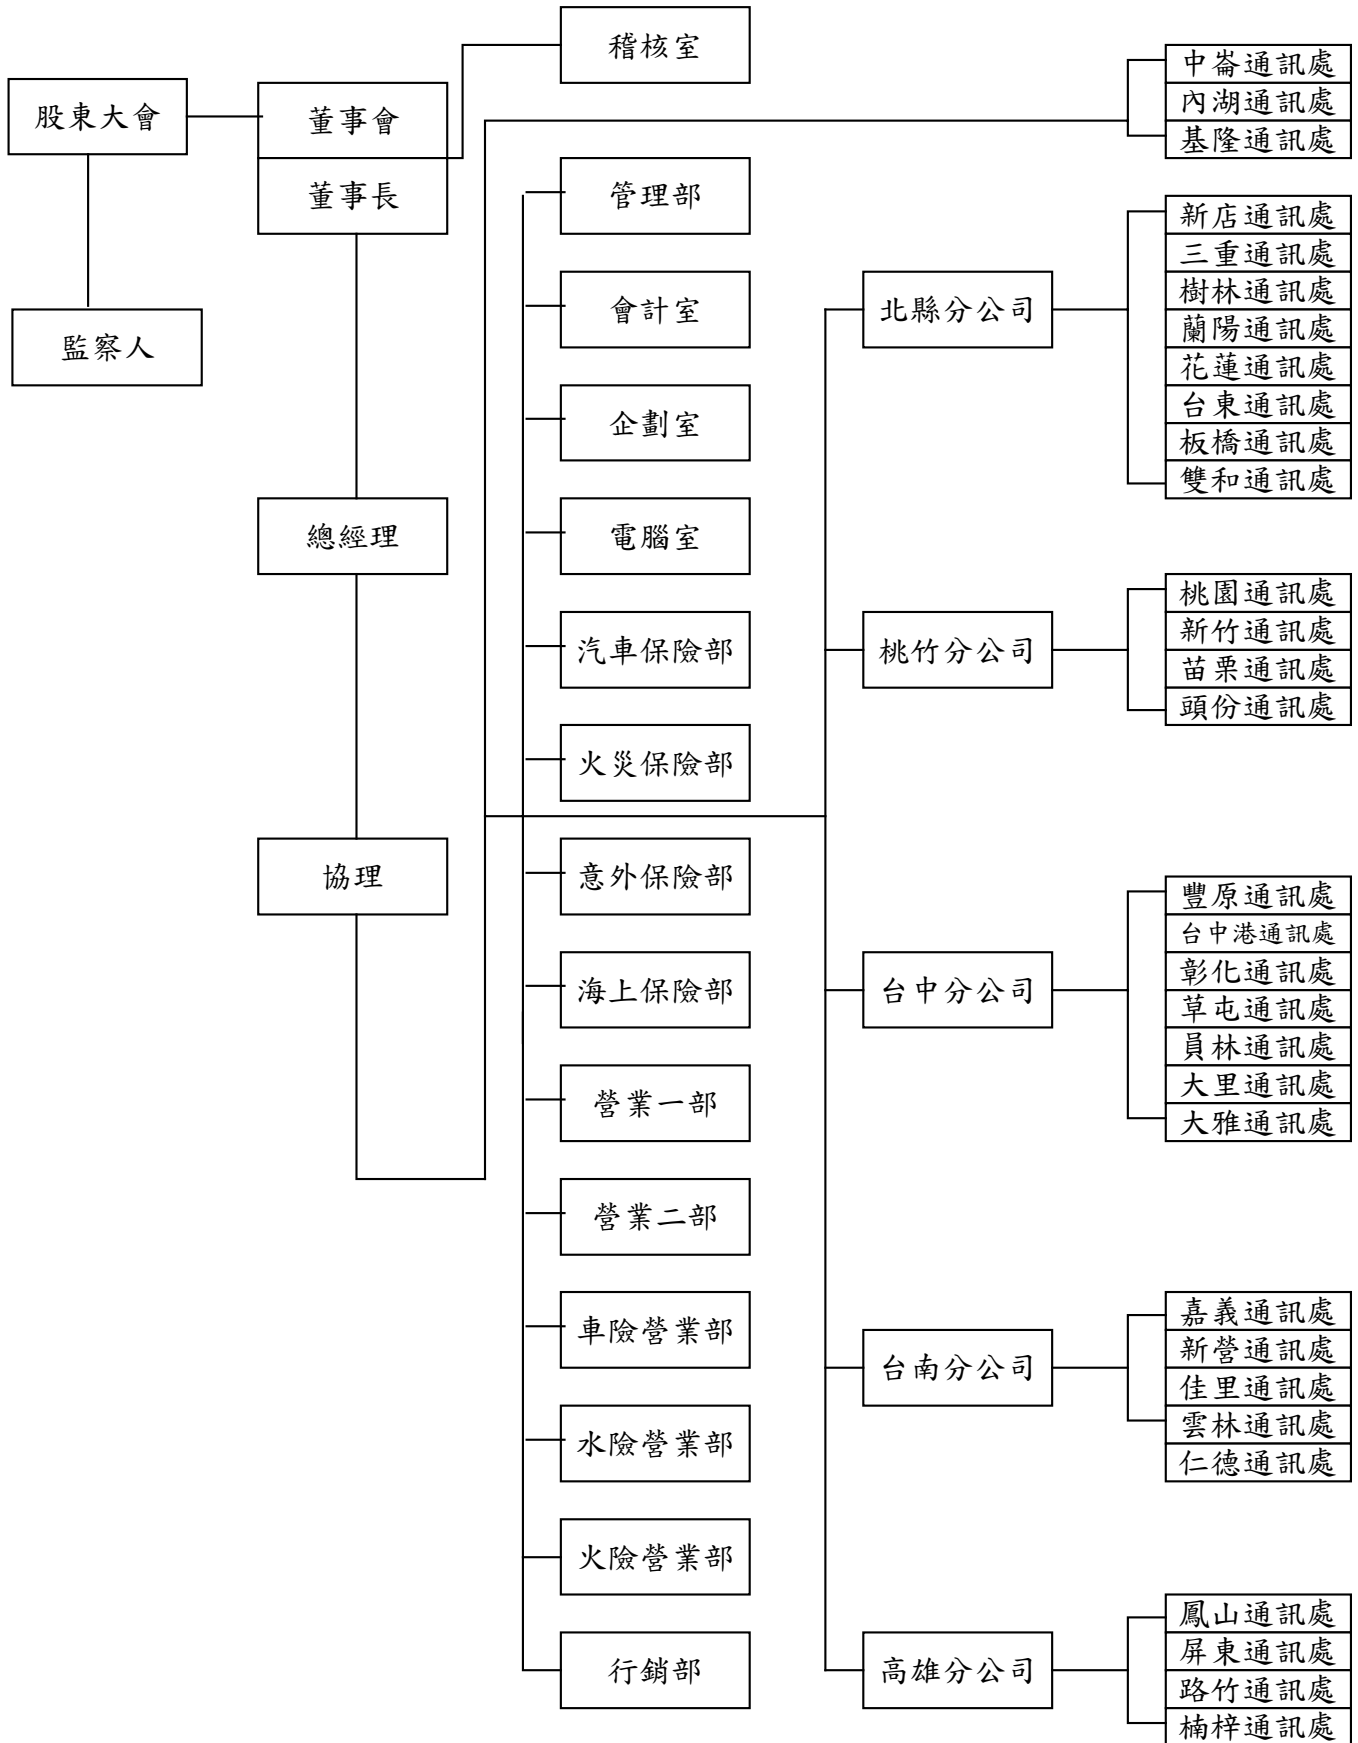 股東大會
監察人
董事會
董事長
總經理
協理
稽核室
管理部
會計室
企劃室
電腦室
汽車保險部
火災保險部
意外保險部
海上保險部
營業一部
營業二部
車險營業部
水險營業部
火險營業部
行銷部
中崙通訊處
內湖通訊處
基隆通訊處
北縣分公司
新店通訊處
三重通訊處
樹林通訊處
蘭陽通訊處
花蓮通訊處
台東通訊處
板橋通訊處
雙和通訊處
桃竹分公司
桃園通訊處
新竹通訊處
苗栗通訊處
頭份通訊處
台中分公司
豐原通訊處
台中港通訊處
彰化通訊處
草屯通訊處
員林通訊處
大里通訊處
大雅通訊處
台南分公司
嘉義通訊處
新營通訊處
佳里通訊處
雲林通訊處
仁德通訊處
高雄分公司
鳳山通訊處
屏東通訊處
路竹通訊處
楠梓通訊處